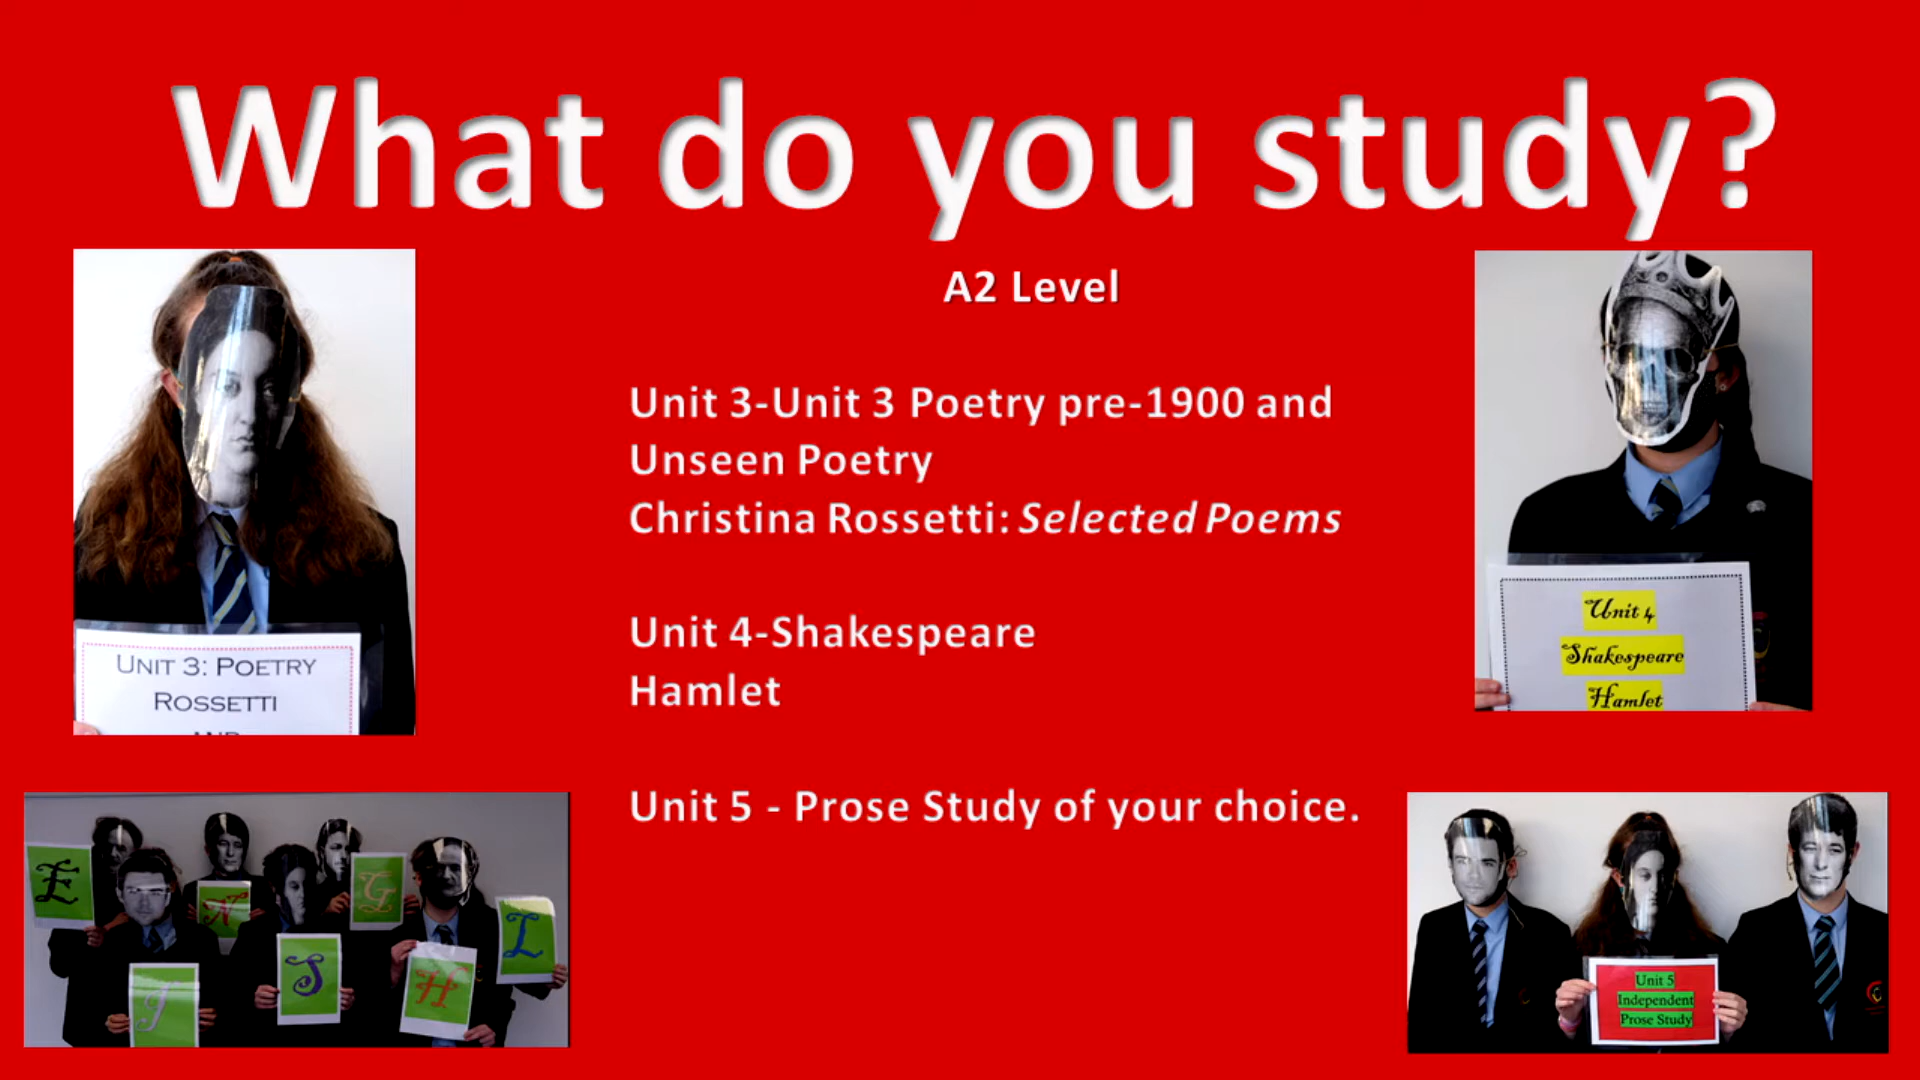 What do you study?
A2 Level
Unit 3-Unit 3 Poetry pre-1900 and
Unseen Poetry
Christina Rossetti: Selected Poems
Unit 4-Shakespeare
Hamlet
Unit 5 - Prose Study of your choice.
UNIT 3: POETRY
ROSSETTI
AND
Unit 4
Shakespeare
Hamlet
E
N
G
L
I
S
H
Unit 5
Independent
Prose Study